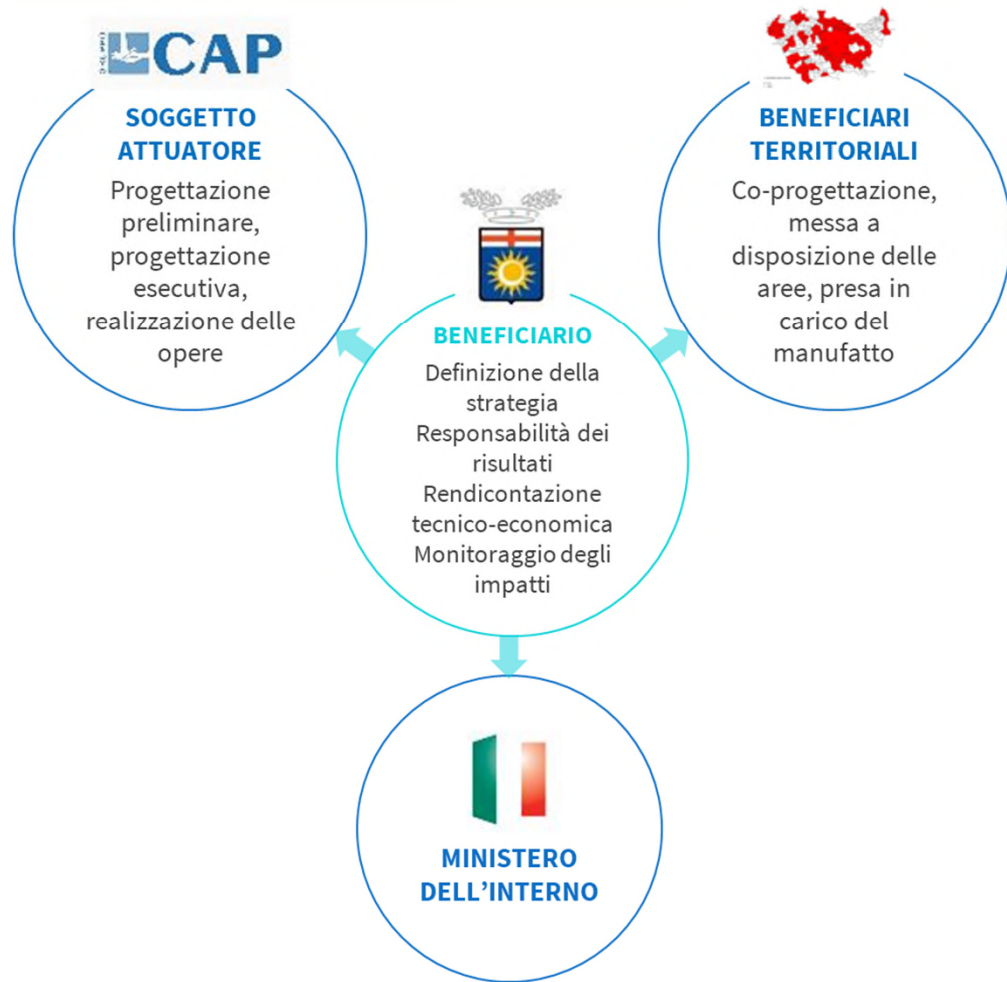 CAP
SOGGETTO
ATTUATORE
Progettazione
preliminare,
progettazione
esecutiva,
realizzazione delle
opere
BENEFICIARI
TERRITORIALI
Co-progettazione,
messa a
disposizione delle
aree, presa in
carico del
manufatto
BENEFICIARIO
Definizione della
strategia
Responsabilità dei
risultati
Rendicontazione
tecnico-economica
Monitoraggio degli
impatti
MINISTERO
DELL’INTERNO